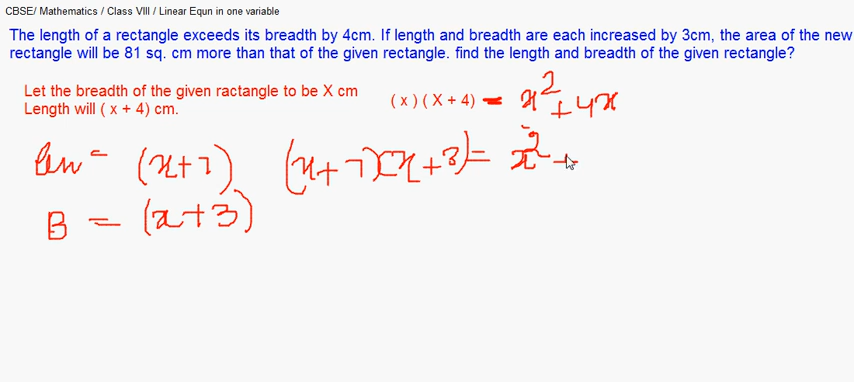 CBSE/ Mathematics / Class VIII / Linear Equn in one variable
The length of a rectangle exceeds its breadth by 4cm. If length and breadth are each increased by 3cm, the area of the new
rectangle will be 81 sq. cm more than that of the given rectangle. find the length and breadth of the given rectangle?
Let the breadth of the given ractangle to be X cm
Length will ( x + 4) cm.
( x ) ( X + 4) = x² + 4x
Len = (x+7) (x+7)(x+3) = x² +
B = (x+3)